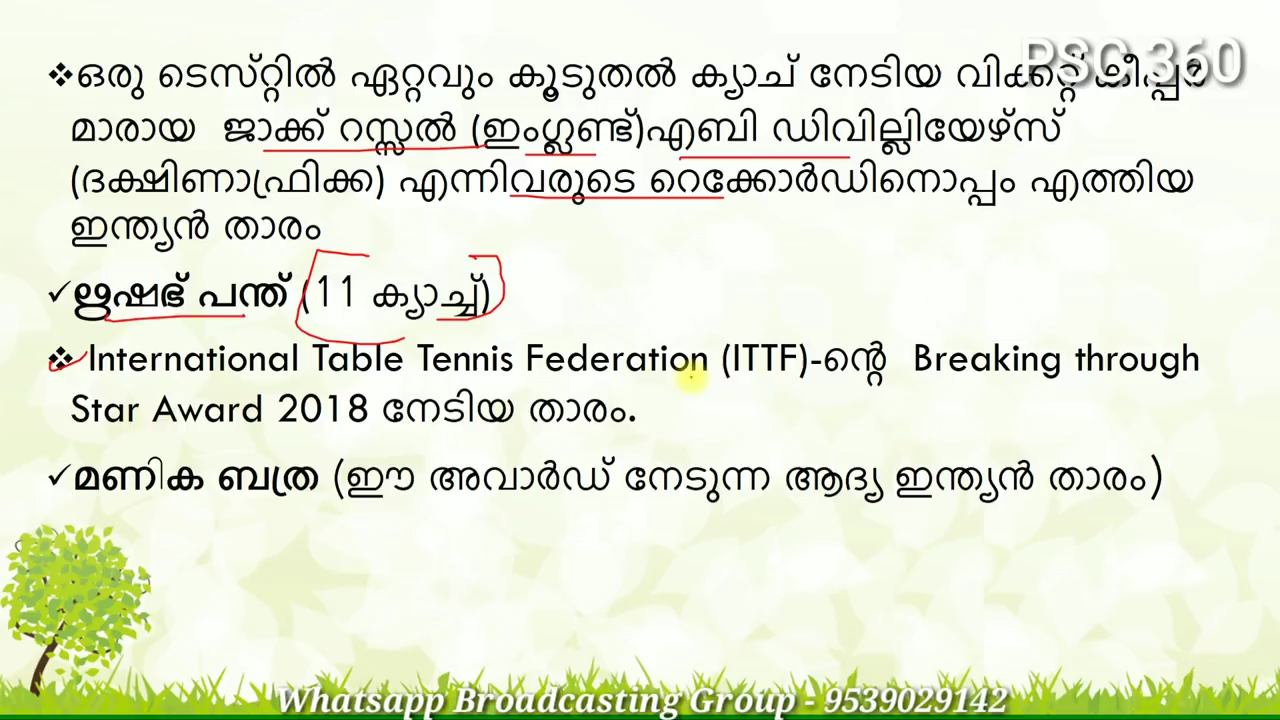 PSC 360
❖ഒരു ടെസ്റ്റിൽ ഏറ്റവും കൂടുതൽ ക്യാച് നേടിയ വിക്കറ്റ് കീപ്പർ
മാരായ ജാക്ക് റസ്സൽ (ഇംഗ്ലണ്ട്)എബി ഡിവില്ലിയേഴ്സ്
(ദക്ഷിണാഫ്രിക്ക) എന്നിവരുടെ റെക്കോർഡിനൊപ്പം എത്തിയ
ഇന്ത്യൻ താരം
✓ഋഷഭ് പന്ത് (11 ക്യാച്ച്)
❖International Table Tennis Federation (ITTF)-ന്റെ Breaking through
Star Award 2018 നേടിയ താരം.
✓മണിക ബത്ര (ഈ അവാർഡ് നേടുന്ന ആദ്യ ഇന്ത്യൻ താരം)
Whatsapp Broadcasting Group - 9539029142